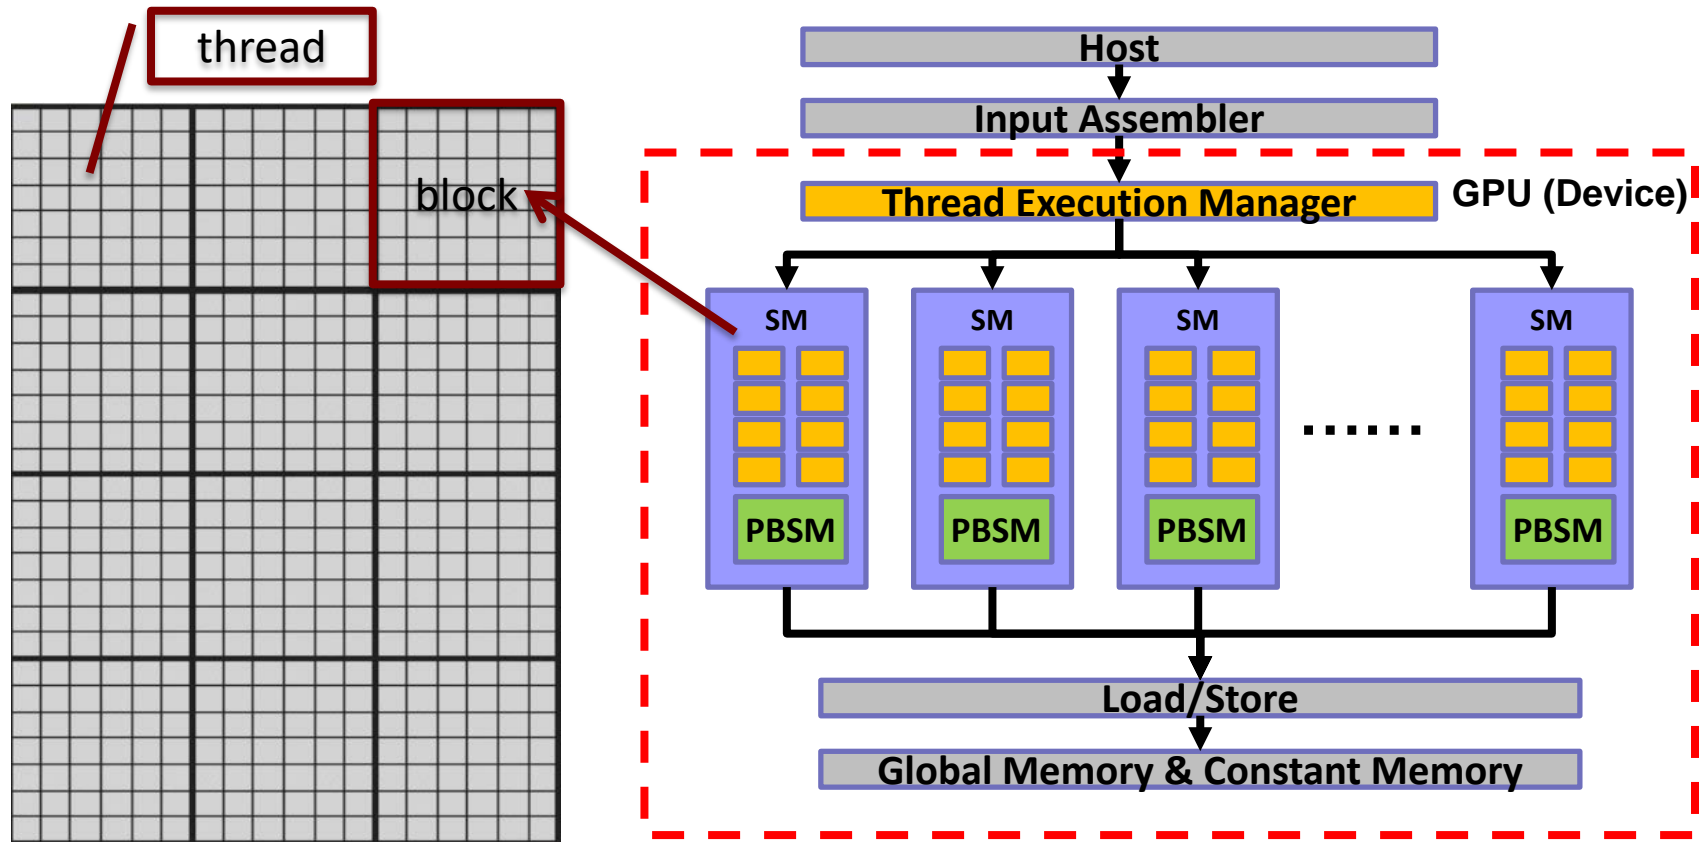 thread
block
Host
Input Assembler
Thread Execution Manager
GPU (Device)
SM
SM
SM
SM
......
PBSM
PBSM
PBSM
PBSM
Load/Store
Global Memory & Constant Memory